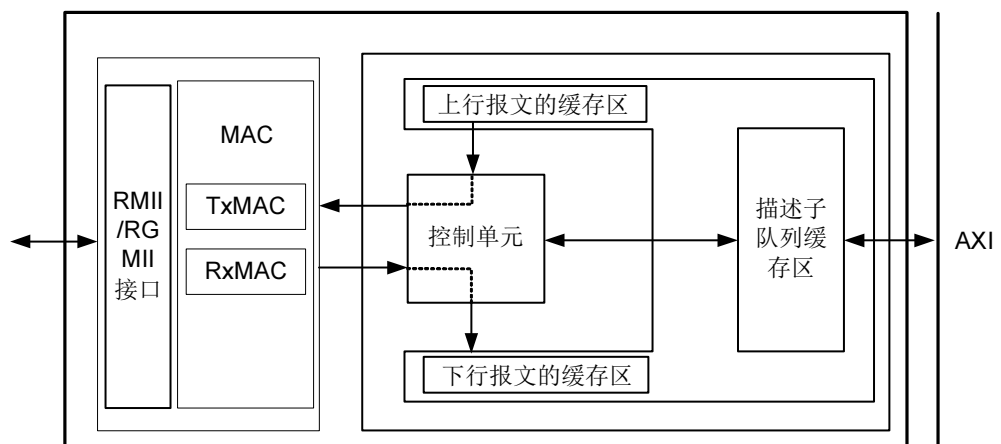 RMII
/RG
MII
接口
MAC
TxMAC
RxMAC
上行报文的缓存区
控制单元
下行报文的缓存区
描述子
队列缓
存区
AXI